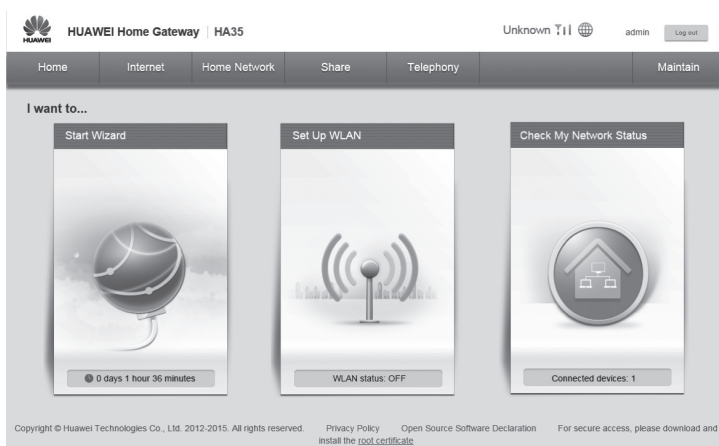 HUAWEI
HUAWEI Home Gateway | HA35
Unknown
admin
Log out
Home
Internet
Home Network
Share
Telephony
Maintain
I want to...
Start Wizard
Set Up WLAN
Check My Network Status
0 days 1 hour 36 minutes
WLAN status: OFF
Connected devices: 1
Copyright © Huawei Technologies Co., Ltd. 2012-2015. All rights reserved. Privacy Policy Open Source Software Declaration For secure access, please download and
install the root certificate